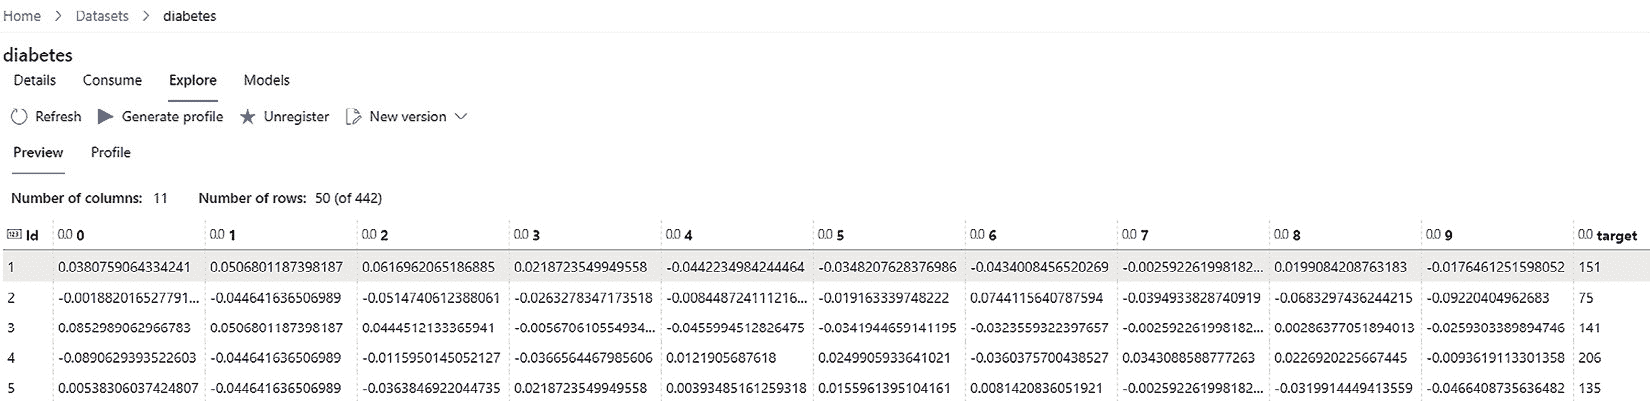 Home > Datasets > diabetes
diabetes
Details Consume Explore Models
Refresh Generate profile Unregister New version
Preview Profile
Number of columns: 11 Number of rows: 50 (of 442)
123 Id 0.0 0 0.0 1 0.0 2 0.0 3 0.0 4 0.0 5 0.0 6 0.0 7 0.0 8 0.0 9 0.0 target
1 0.0380759064334241 0.0506801187398187 0.0616962065186885 0.0218723549949558 -0.0442234984244464 -0.0348207628376986 -0.0434008456520269 -0.002592261998182... 0.0199084208763183 -0.0176461251598052 151
2 -0.001882016527791... -0.044641636506989 -0.0514740612388061 -0.0263278347173518 -0.008448724111216... -0.019163339748222 0.0744115640787594 -0.0394933828740919 -0.0683297436244215 -0.09220404962683 75
3 0.0852989062966783 0.0506801187398187 0.0444512133365941 -0.005670610554934... -0.0455994512826475 -0.0341944659141195 -0.0323559322397657 -0.002592261998182... 0.00286377051894013 -0.0259303389894746 141
4 -0.0890629393522603 -0.044641636506989 -0.0115950145052127 -0.0366564467985606 0.0121905687618 0.0249905933641021 -0.0360375700438527 0.0343088588777263 0.0226920225667445 -0.0093619113301358 206
5 0.00538306037424807 -0.044641636506989 -0.0363846922044735 0.0218723549949558 0.00393485161259318 0.0155961395104161 0.0081420836051921 -0.002592261998182... -0.0319914449413559 -0.0466408735636482 135